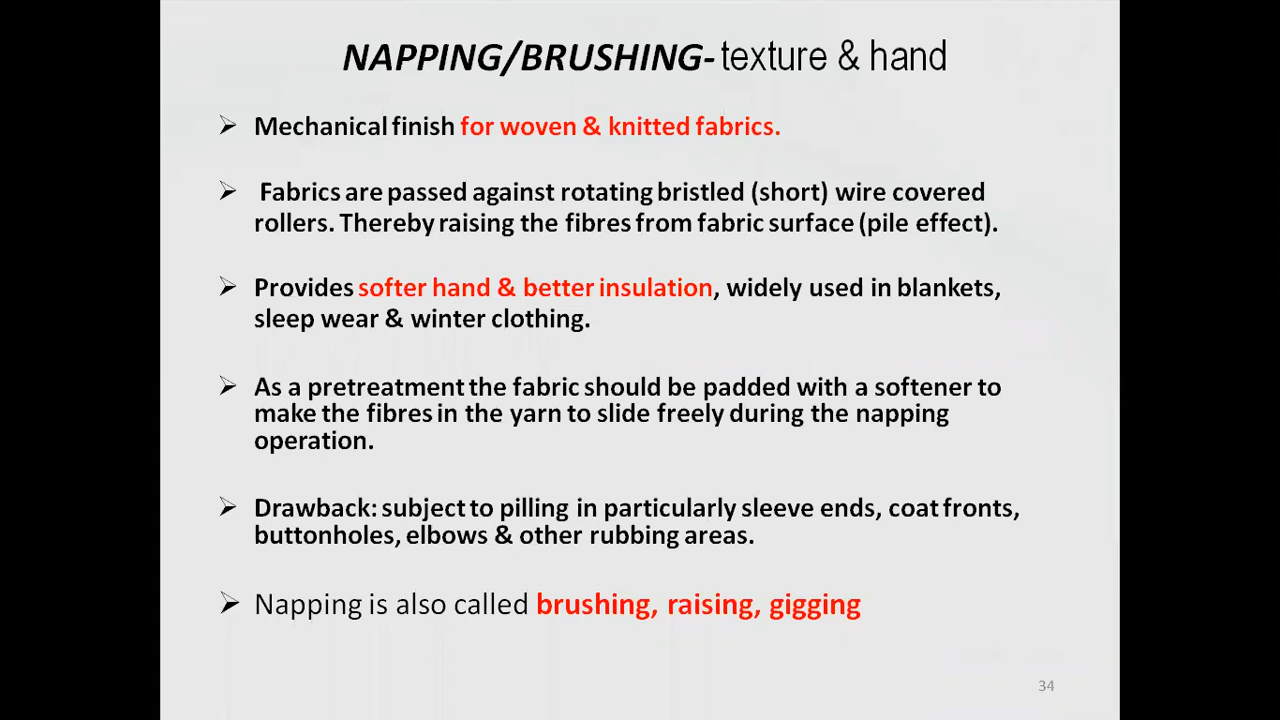 NAPPING/BRUSHING- texture & hand
➢ Mechanical finish for woven & knitted fabrics.
➢ Fabrics are passed against rotating bristled (short) wire covered
rollers. Thereby raising the fibres from fabric surface (pile effect).
➢ Provides softer hand & better insulation, widely used in blankets,
sleep wear & winter clothing.
➢ As a pretreatment the fabric should be padded with a softener to
make the fibres in the yarn to slide freely during the napping
operation.
➢ Drawback: subject to pilling in particularly sleeve ends, coat fronts,
buttonholes, elbows & other rubbing areas.
➢ Napping is also called brushing, raising, gigging
34